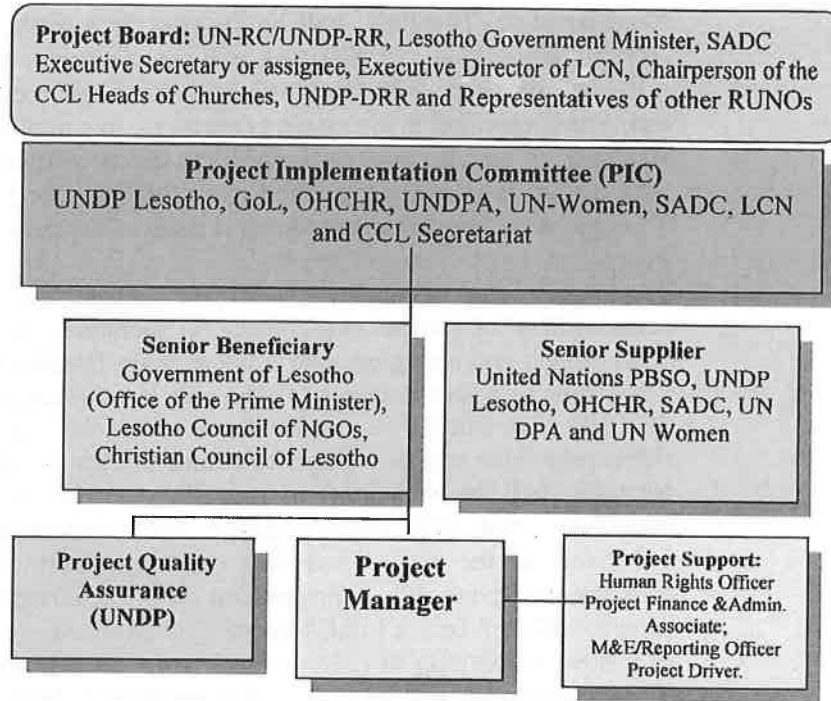 Project Board: UN-RC/UNDP-RR, Lesotho Government Minister, SADC
Executive Secretary or assignee, Executive Director of LCN, Chairperson of the
CCL Heads of Churches, UNDP-DRR and Representatives of other RUNOs
Project Implementation Committee (PIC)
UNDP Lesotho, GoL, OHCHR, UNDPA, UN-Women, SADC, LCN
and CCL Secretariat
Senior Beneficiary
Government of Lesotho
(Office of the Prime Minister),
Lesotho Council of NGOs,
Christian Council of Lesotho
Senior Supplier
United Nations PBSO, UNDP
Lesotho, OHCHR, SADC, UN
DPA and UN Women
Project Quality
Assurance
(UNDP)
Project
Manager
Project Support:
Human Rights Officer
Project Finance &Admin.
Associate;
M&E/Reporting Officer
Project Driver.